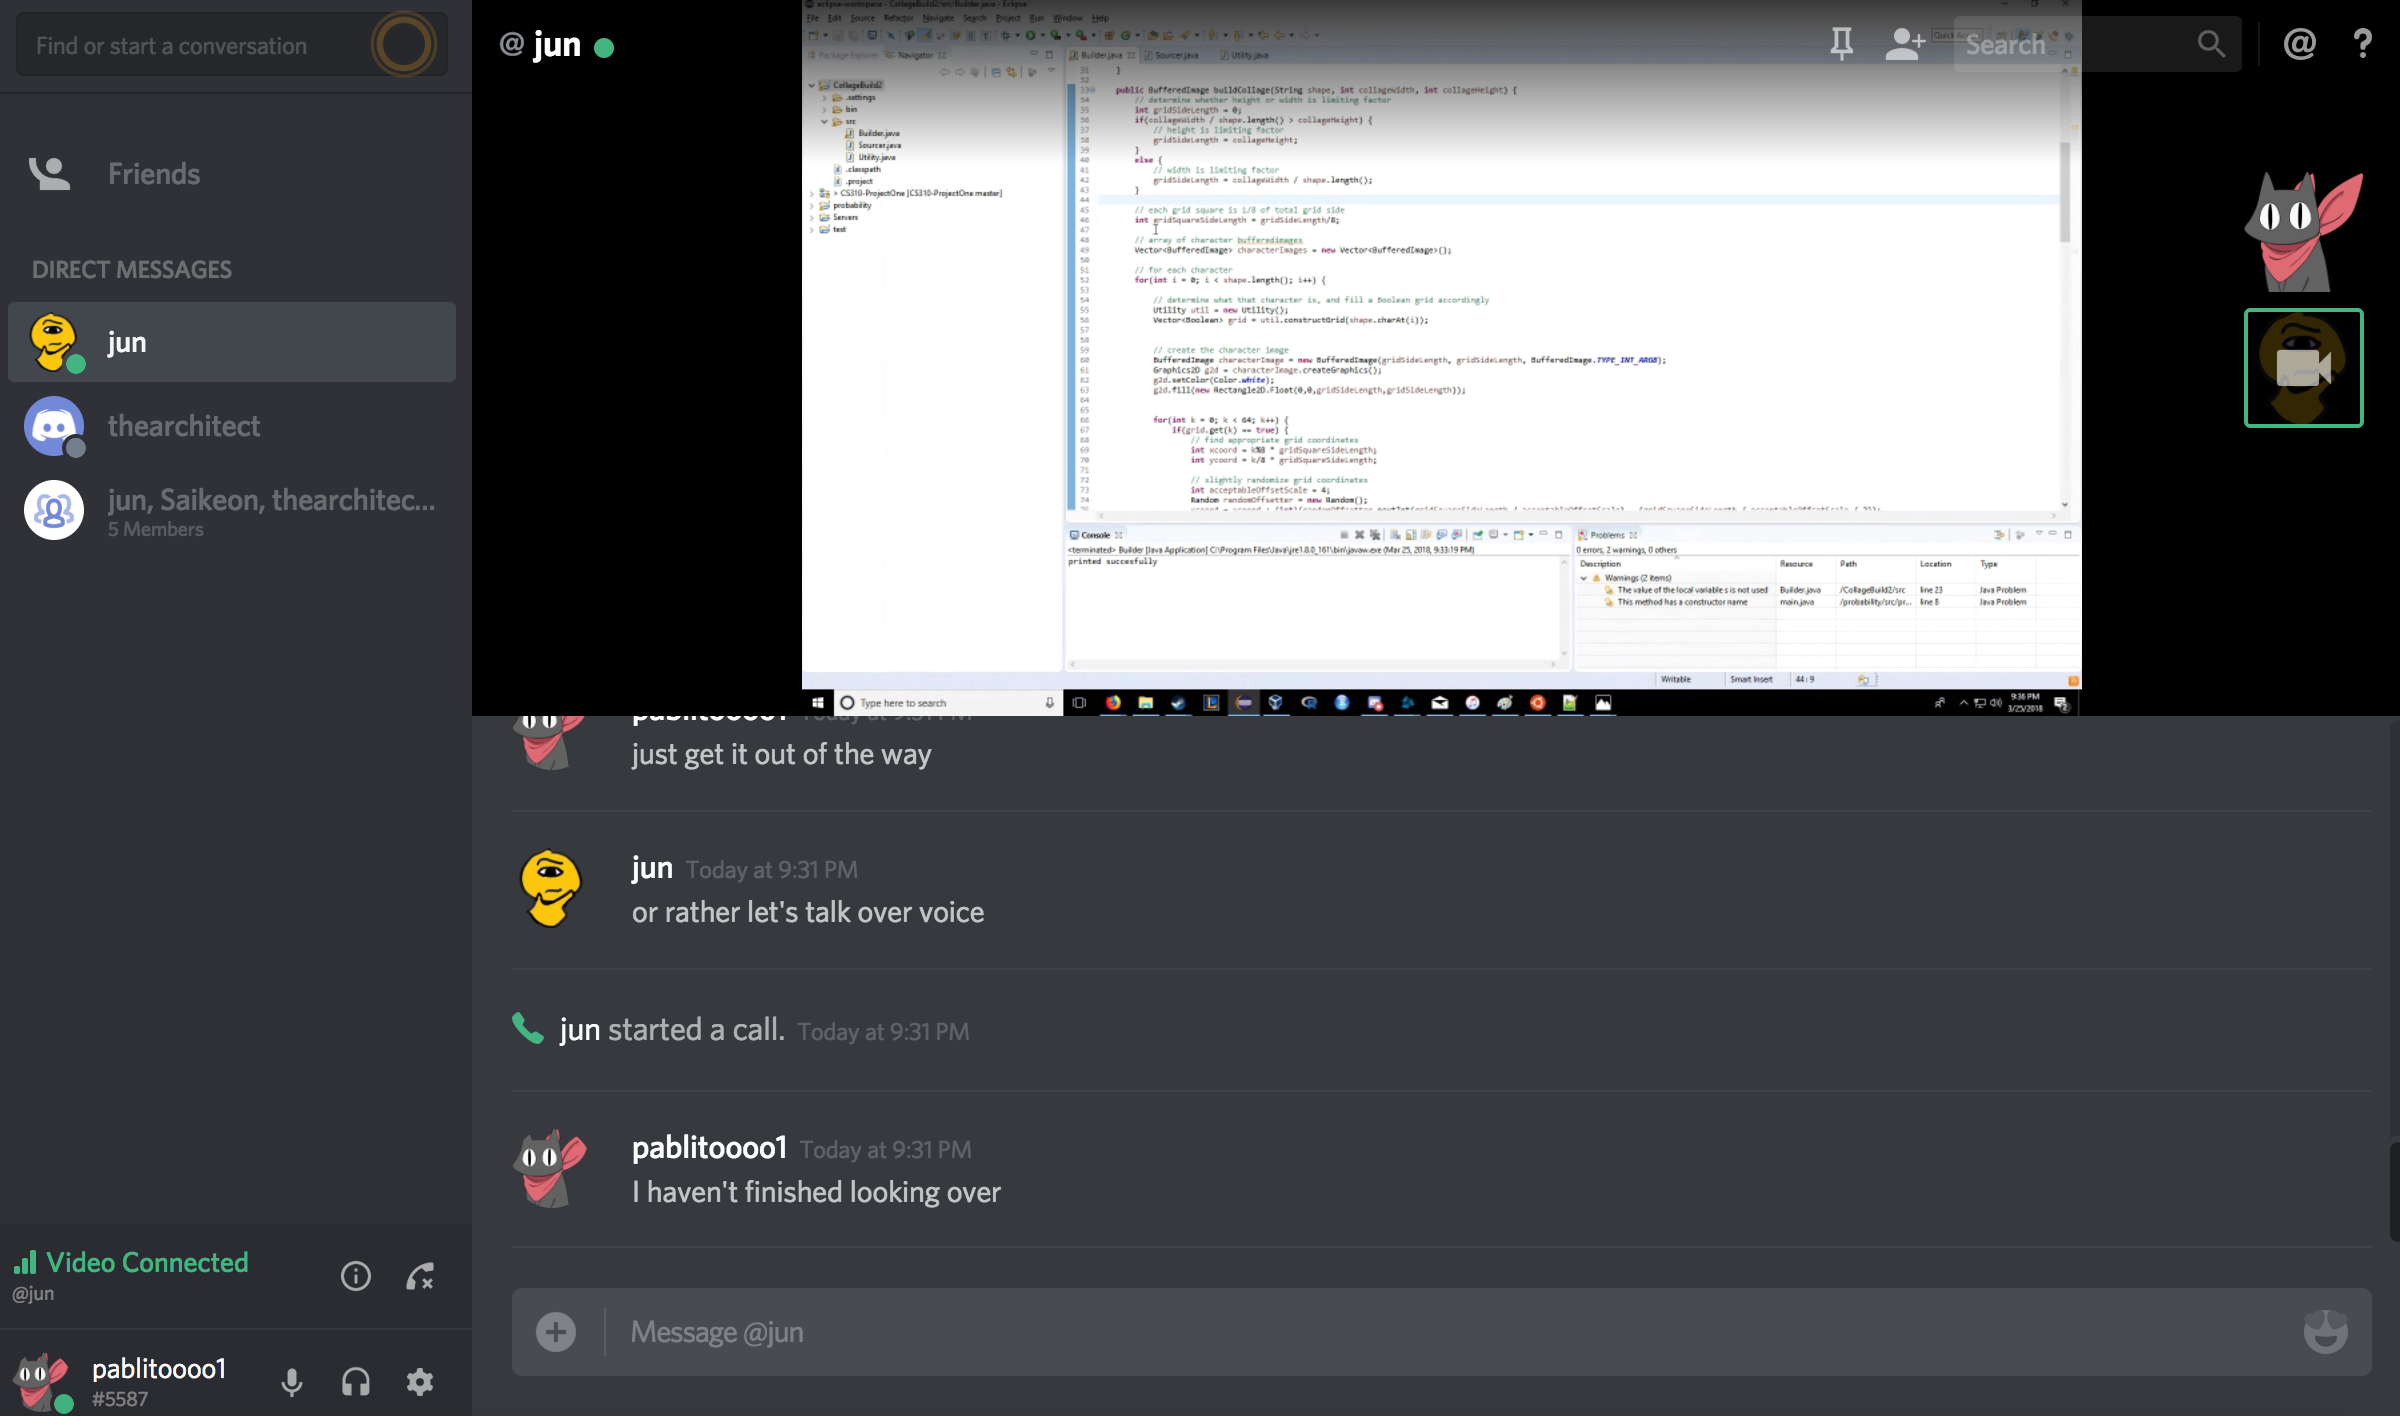 Find or start a conversation
Friends
DIRECT MESSAGES
jun
thearchitect
jun, Saikeon, thearchitec...
5 Members
Video Connected
@jun
pablitoooo1
#5587
@ jun
Search
@ ?
eclipse-workspace - CollageBuild2/src/Builder.java - Eclipse
File Edit Source Refactor Navigate Search Project Run Window Help
Package Explorer Navigator
CollageBuild2
.settings
bin
src
Builder.java
Sourcer.java
Utility.java
.classpath
.project
> CS310-ProjectOne [CS310-ProjectOne master]
probability
Servers
test
Builder.java Sourcer.java Utility.java
31 }
32
33 public BufferedImage buildCollage(String shape, int collageWidth, int collageHeight) {
34 // determine whether height or width is limiting factor
35 int gridSideLength = 0;
36 if(collageWidth / shape.length() > collageHeight) {
37 // height is limiting factor
38 gridSideLength = collageHeight;
39 }
40 else {
41 // width is limiting factor
42 gridSideLength = collageWidth / shape.length();
43 }
44
45 // each grid square is 1/8 of total grid side
46 int gridSquareSideLength = gridSideLength/8;
47
48 // array of character bufferedimages
49 Vector<BufferedImage> characterImages = new Vector<BufferedImage>();
50
51 // for each character
52 for(int i = 0; i < shape.length(); i++) {
53
54 // determine what that character is, and fill a Boolean grid accordingly
55 Utility util = new Utility();
56 Vector<Boolean> grid = util.constructGrid(shape.charAt(i));
57
58
59 // create the character image
60 BufferedImage characterImage = new BufferedImage(gridSideLength, gridSideLength, BufferedImage.TYPE_INT_ARGB);
61 Graphics2D g2d = characterImage.createGraphics();
62 g2d.setColor(Color.white);
63 g2d.fill(new Rectangle2D.Float(0,0,gridSideLength,gridSideLength));
64
65
66 for(int k = 0; k < 64; k++) {
67 if(grid.get(k) == true) {
68 // find appropriate grid coordinates
69 int xcoord = k%8 * gridSquareSideLength;
70 int ycoord = k/8 * gridSquareSideLength;
71
72 // slightly randomize grid coordinates
73 int acceptableOffsetScale = 4;
74 Random randomOffsetter = new Random();
Console
<terminated> Builder [Java Application] C:\Program Files\Java\jre1.8.0_161\bin\javaw.exe (Mar 25, 2018, 9:33:19 PM)
printed succesfully
Problems
0 errors, 2 warnings, 0 others
Description Resource Path Location Type
Warnings (2 items)
The value of the local variable s is not used Builder.java /CollageBuild2/src line 23 Java Problem
This method has a constructor name main.java /probability/src/pr... line 8 Java Problem
Writable Smart Insert 44 : 9
Type here to search
9:36 PM
3/25/2018
just get it out of the way
jun Today at 9:31 PM
or rather let's talk over voice
jun started a call. Today at 9:31 PM
pablitoooo1 Today at 9:31 PM
I haven't finished looking over
Message @jun